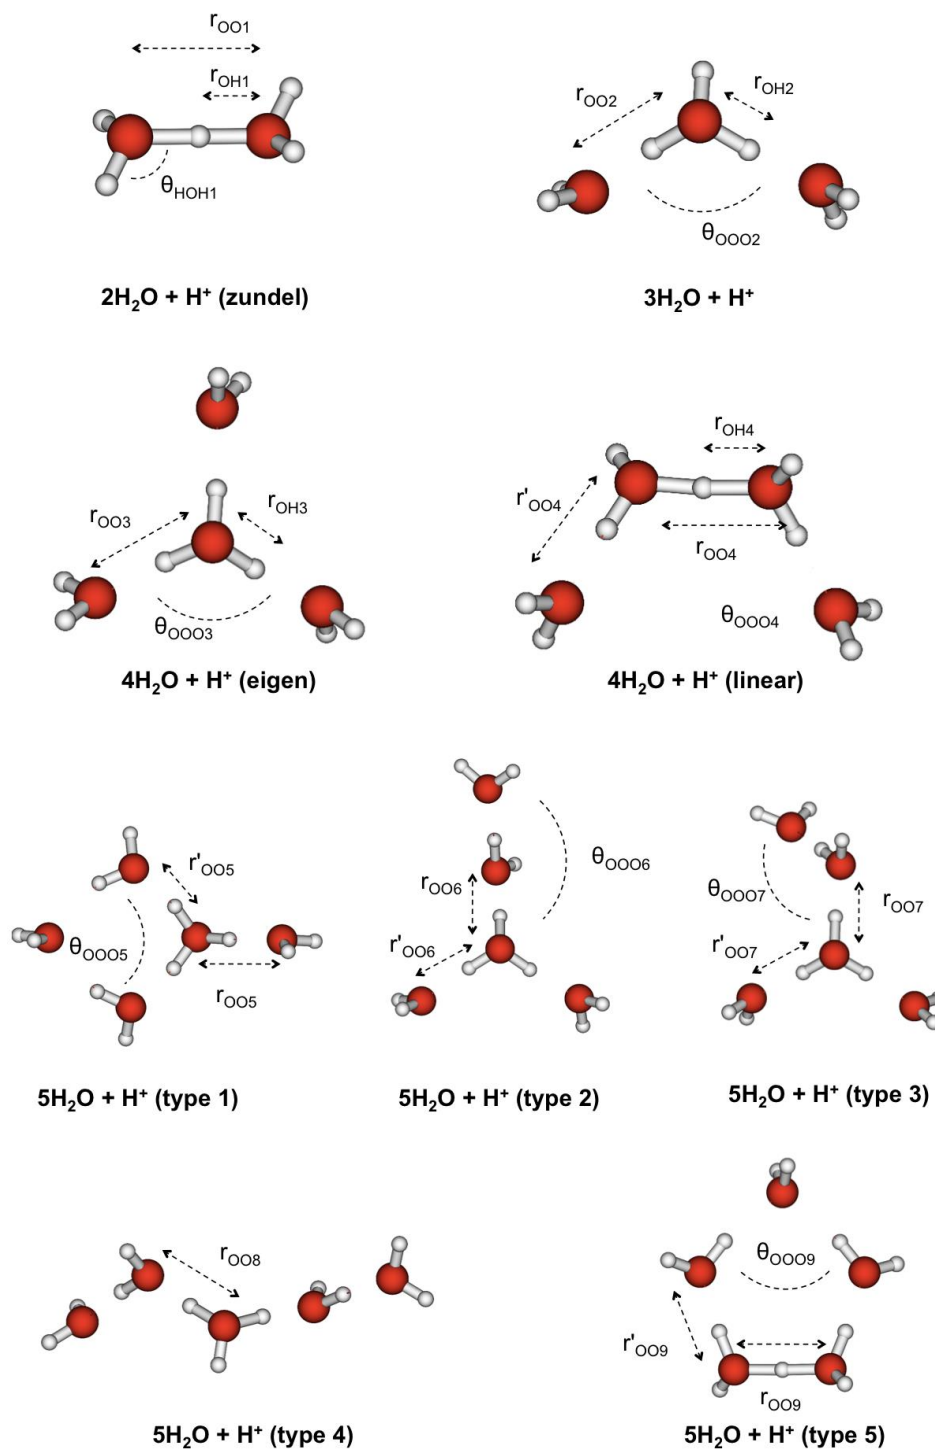 r_OO1
r_OH1
θ_HOH1
r_OO2
r_OH2
θ_OOO2
2H₂O + H⁺ (zundel)
3H₂O + H⁺
r_OO3
r_OH3
θ_OOO3
r_OH4
r'_OO4
r_OO4
θ_OOO4
4H₂O + H⁺ (eigen)
4H₂O + H⁺ (linear)
r'_OO5
θ_OOO5
r_OO5
θ_OOO6
r_OO6
r'_OO6
θ_OOO7
r_OO7
r'_OO7
5H₂O + H⁺ (type 1)
5H₂O + H⁺ (type 2)
5H₂O + H⁺ (type 3)
r_OO8
θ_OOO9
r'_OO9
r_OO9
5H₂O + H⁺ (type 4)
5H₂O + H⁺ (type 5)